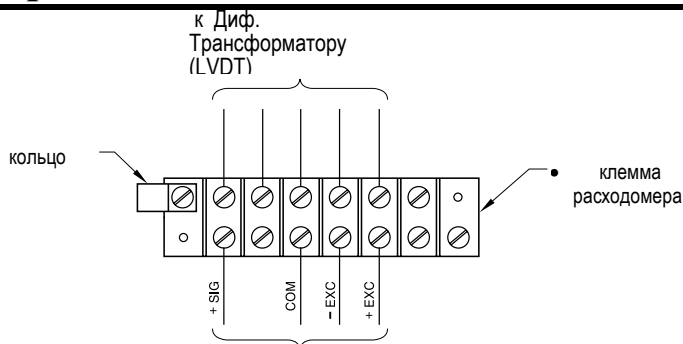 к Диф.
Трансформатору
(LVDT)
кольцо
• клемма
расходомера
+ SIG
COM
– EXC
+ EXC